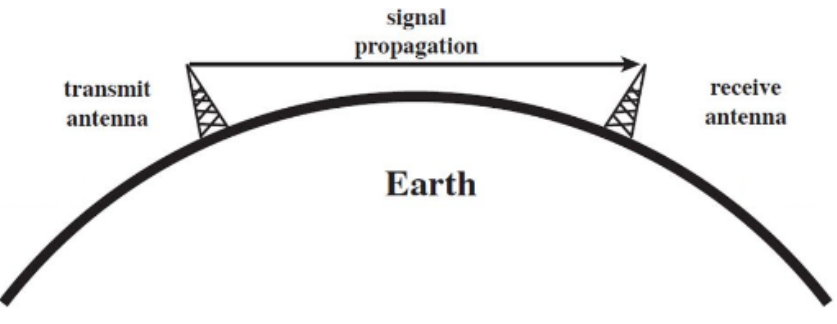 signal
propagation
transmit
antenna
receive
antenna
Earth